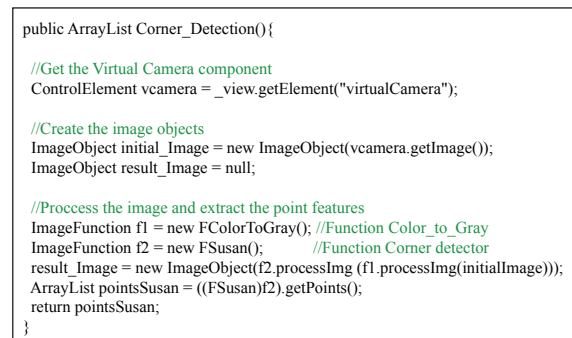 public ArrayList Corner_Detection(){
//Get the Virtual Camera component
ControlElement vcamera = _view.getElement("virtualCamera");
//Create the image objects
ImageObject initial_Image = new ImageObject(vcamera.getImage());
ImageObject result_Image = null;
//Proccess the image and extract the point features
ImageFunction f1 = new FColorToGray(); //Function Color_to_Gray
ImageFunction f2 = new FSusan(); //Function Corner detector
result_Image = new ImageObject(f2.processImg (f1.processImg(initialImage)));
ArrayList pointsSusan = ((FSusan)f2).getPoints();
return pointsSusan;
}